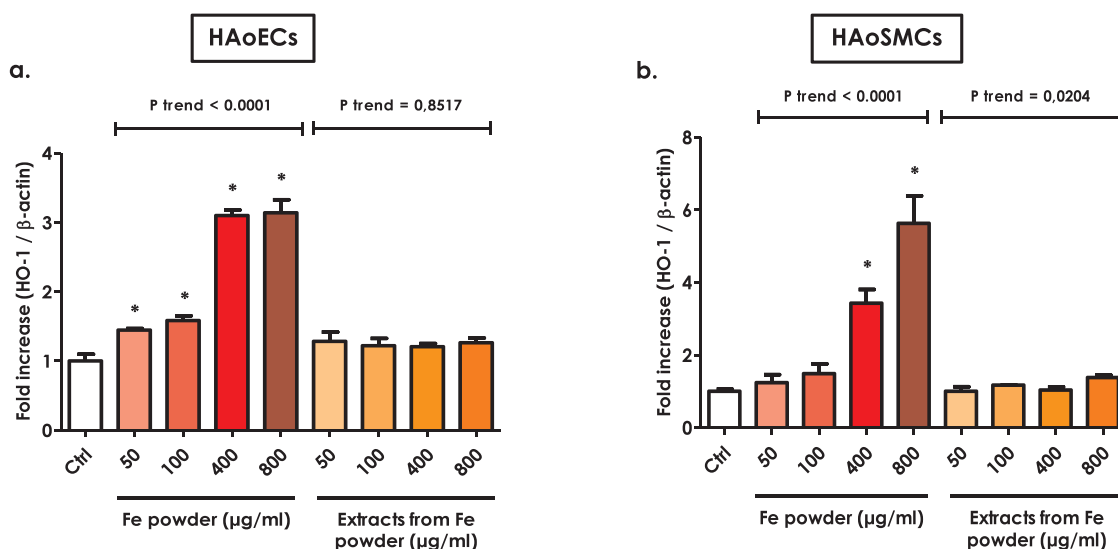 HAoECs
a.
P trend < 0.0001
P trend = 0,8517
Fold increase (HO-1 / β-actin)
4
3
2
1
0
*
*
*
*
Ctrl
50
100
400
800
50
100
400
800
Fe powder (µg/ml)
Extracts from Fe
powder (µg/ml)
HAoSMCs
b.
P trend < 0.0001
P trend = 0,0204
Fold increase (HO-1 / β-actin)
8
6
4
2
0
*
*
Ctrl
50
100
400
800
50
100
400
800
Fe powder (µg/ml)
Extracts from Fe
powder (µg/ml)